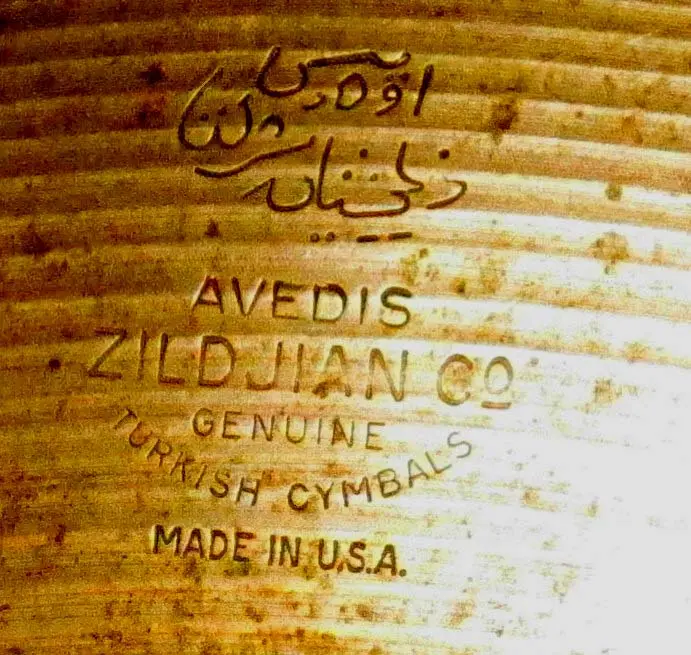 AVEDIS
ZILDJIAN CO
GENUINE
TURKISH CYMBALS
MADE IN U.S.A.